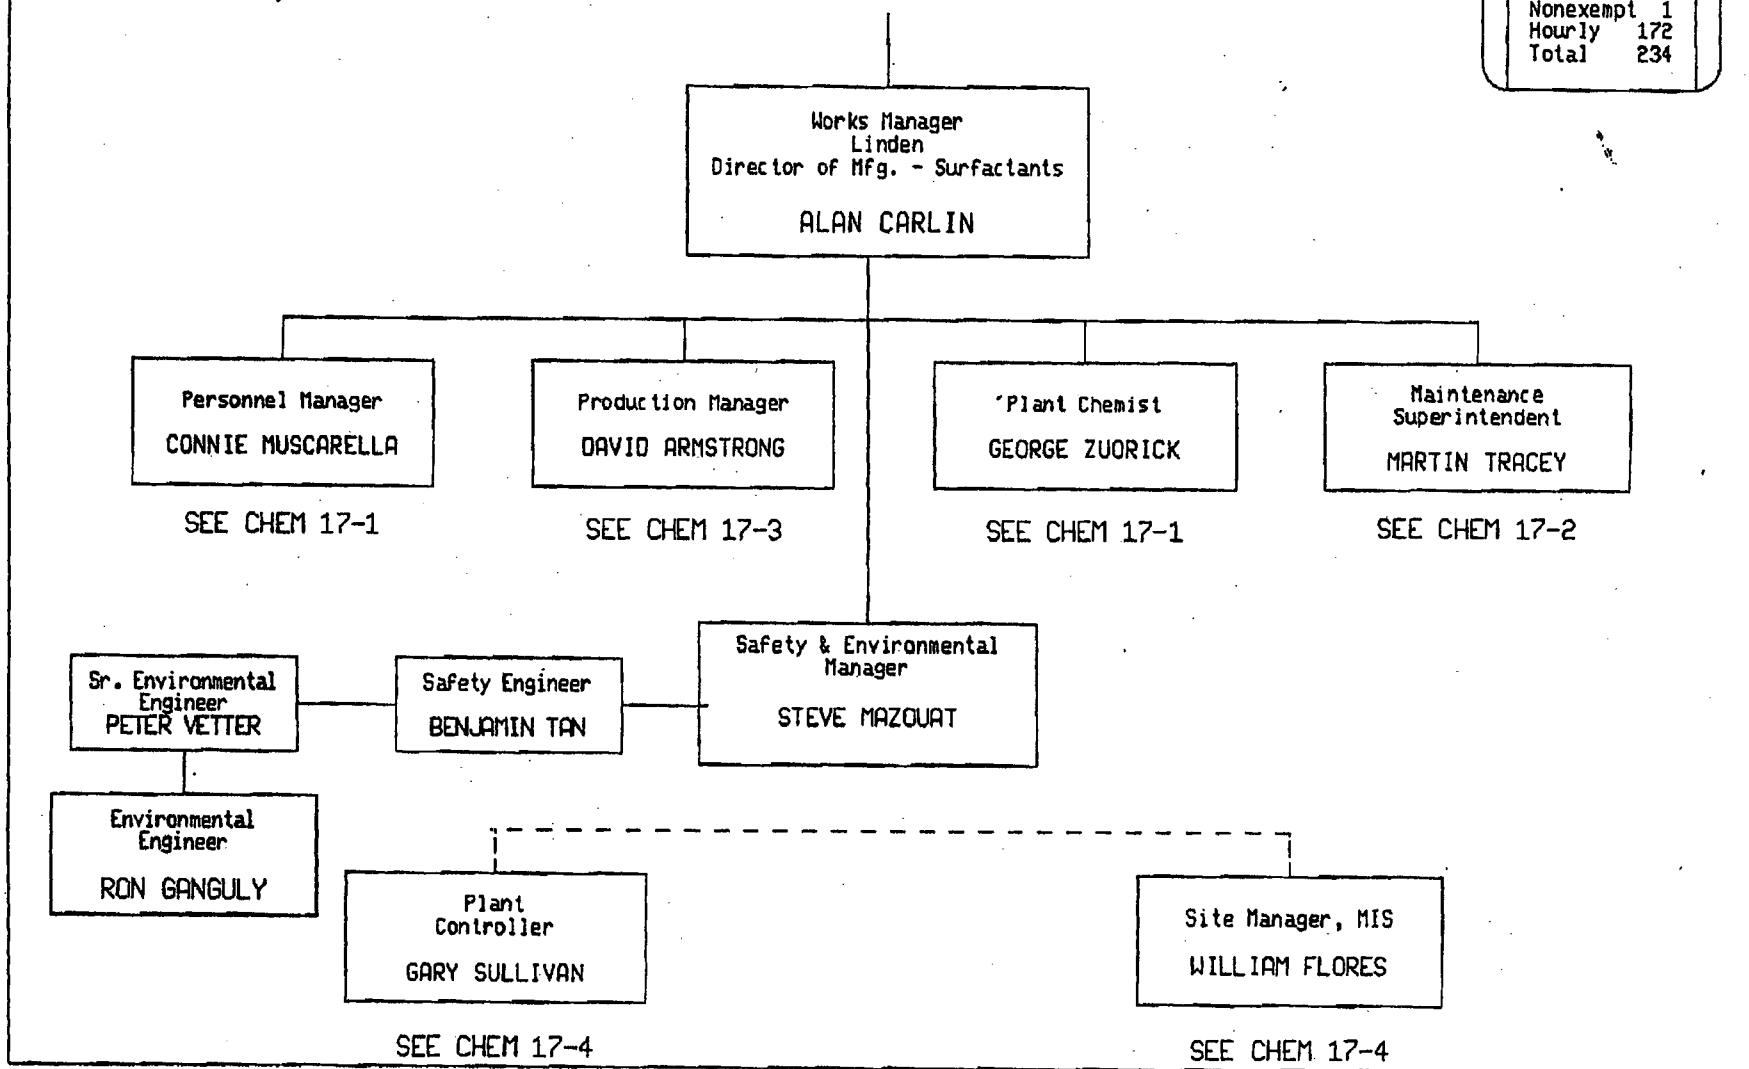 Nonexempt 1
Hourly 172
Total 234
Works Manager
Linden
Director of Mfg. - Surfactants
ALAN CARLIN
Personnel Manager
CONNIE MUSCARELLA
SEE CHEM 17-1
Production Manager
DAVID ARMSTRONG
SEE CHEM 17-3
Plant Chemist
GEORGE ZUORICK
SEE CHEM 17-1
Maintenance
Superintendent
MARTIN TRACEY
SEE CHEM 17-2
Safety & Environmental
Manager
STEVE MAZOUAT
Safety Engineer
BENJAMIN TAN
Sr. Environmental
Engineer
PETER VETTER
Environmental
Engineer
RON GANGULY
Plant
Controller
GARY SULLIVAN
SEE CHEM 17-4
Site Manager, MIS
WILLIAM FLORES
SEE CHEM 17-4